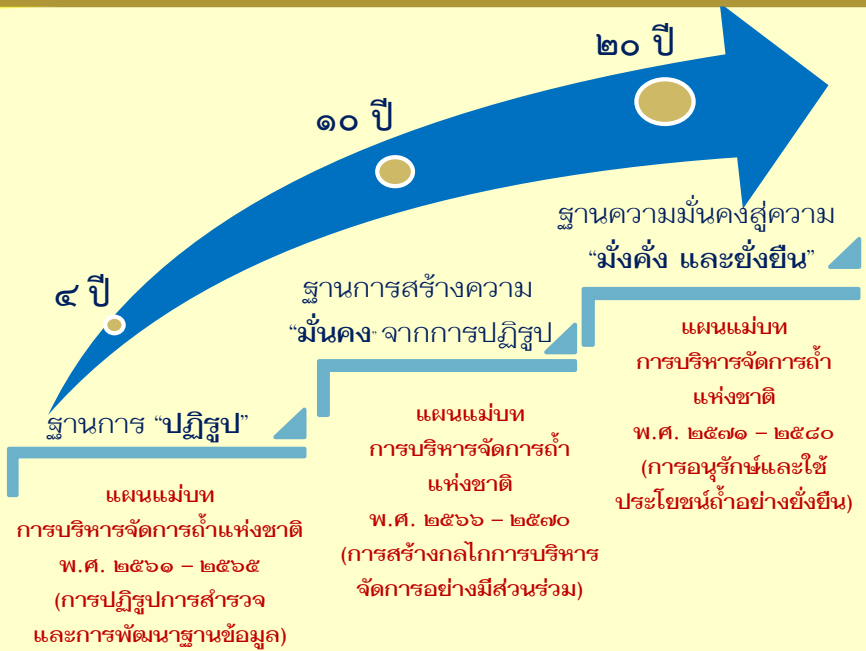 ๔ ปี
ฐานการ “ปฏิรูป”
แผนแม่บท
การบริหารจัดการถ้ำแห่งชาติ
พ.ศ. ๒๕๖๑ – ๒๕๖๕
(การปฏิรูปการสำรวจ
และการพัฒนาฐานข้อมูล)
๑๐ ปี
ฐานการสร้างความ
“มั่นคง” จากการปฏิรูป
แผนแม่บท
การบริหารจัดการถ้ำ
แห่งชาติ
พ.ศ. ๒๕๖๖ – ๒๕๗๐
(การสร้างกลไกการบริหาร
จัดการอย่างมีส่วนร่วม)
๒๐ ปี
ฐานความมั่นคงสู่ความ
“มั่งคั่ง และยั่งยืน”
แผนแม่บท
การบริหารจัดการถ้ำ
แห่งชาติ
พ.ศ. ๒๕๗๑ – ๒๕๘๐
(การอนุรักษ์และใช้
ประโยชน์ถ้ำอย่างยั่งยืน)